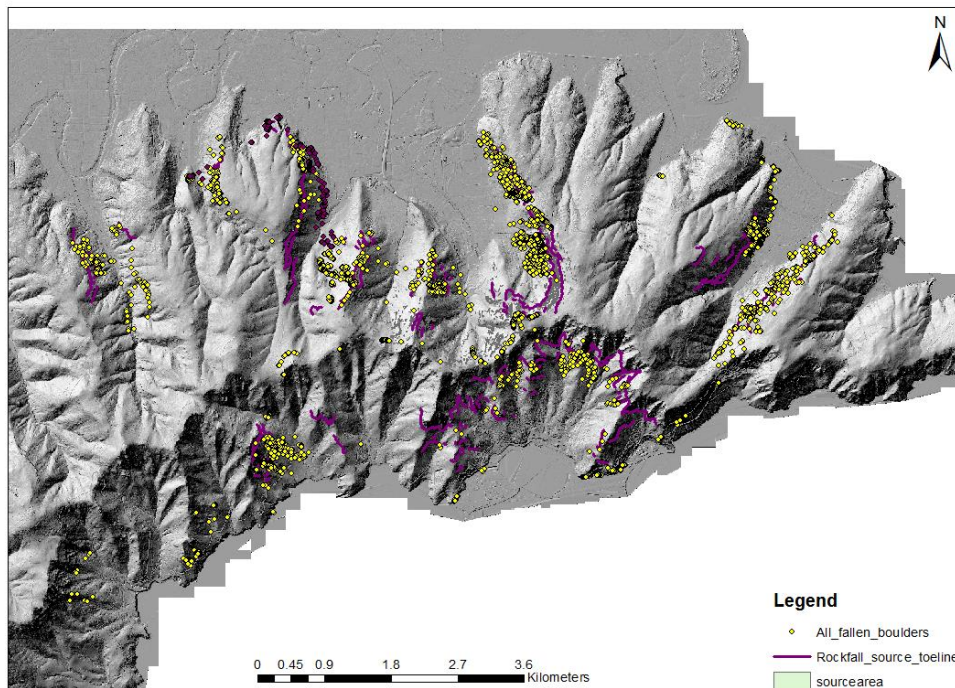 N
Legend
All_fallen_boulders
Rockfall_source_toeline
sourcearea
0 0.45 0.9 1.8 2.7 3.6
Kilometers